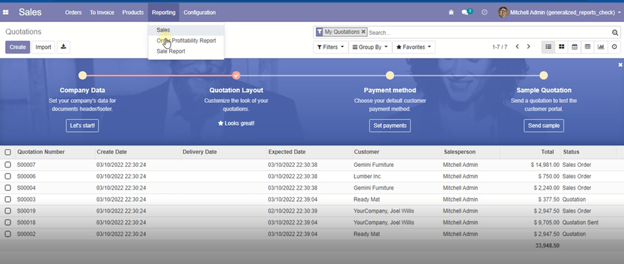 Sales Orders To Invoice Products Reporting Configuration Mitchell Admin (generalized_reports_check)
Sales
Order Profitability Report
Sale Report
Quotations
My Quotations Search...
Create Import
Filters Group By Favorites 1-7 / 7
Company Data Quotation Layout Payment method Sample Quotation
Set your company's data for documents header/footer.
Customize the look of your quotations.
Choose your default customer payment method.
Send a quotation to test the customer portal.
Let's start! Looks great! Set payments Send sample
Quotation Number Create Date Delivery Date Expected Date Customer Salesperson Total Status
S00007 03/10/2022 22:30:24 03/10/2022 22:30:38 Gemini Furniture Mitchell Admin $ 14,981.00 Sales Order
S00006 03/10/2022 22:30:24 03/10/2022 22:30:38 Lumber Inc Mitchell Admin $ 750.00 Sales Order
S00004 03/10/2022 22:30:24 03/10/2022 22:30:38 Gemini Furniture Mitchell Admin $ 2,240.00 Sales Order
S00003 03/10/2022 22:30:24 03/10/2022 22:39:04 Ready Mat Mitchell Admin $ 377.50 Quotation
S00019 03/10/2022 22:30:24 02/10/2022 22:30:39 YourCompany, Joel Willis Mitchell Admin $ 2,947.50 Sales Order
S00018 03/10/2022 22:30:24 03/10/2022 22:39:04 YourCompany, Joel Willis Mitchell Admin $ 9,705.00 Quotation Sent
S00002 03/10/2022 22:30:24 03/10/2022 22:39:04 Ready Mat Mitchell Admin $ 2,947.50 Quotation
33,948.50